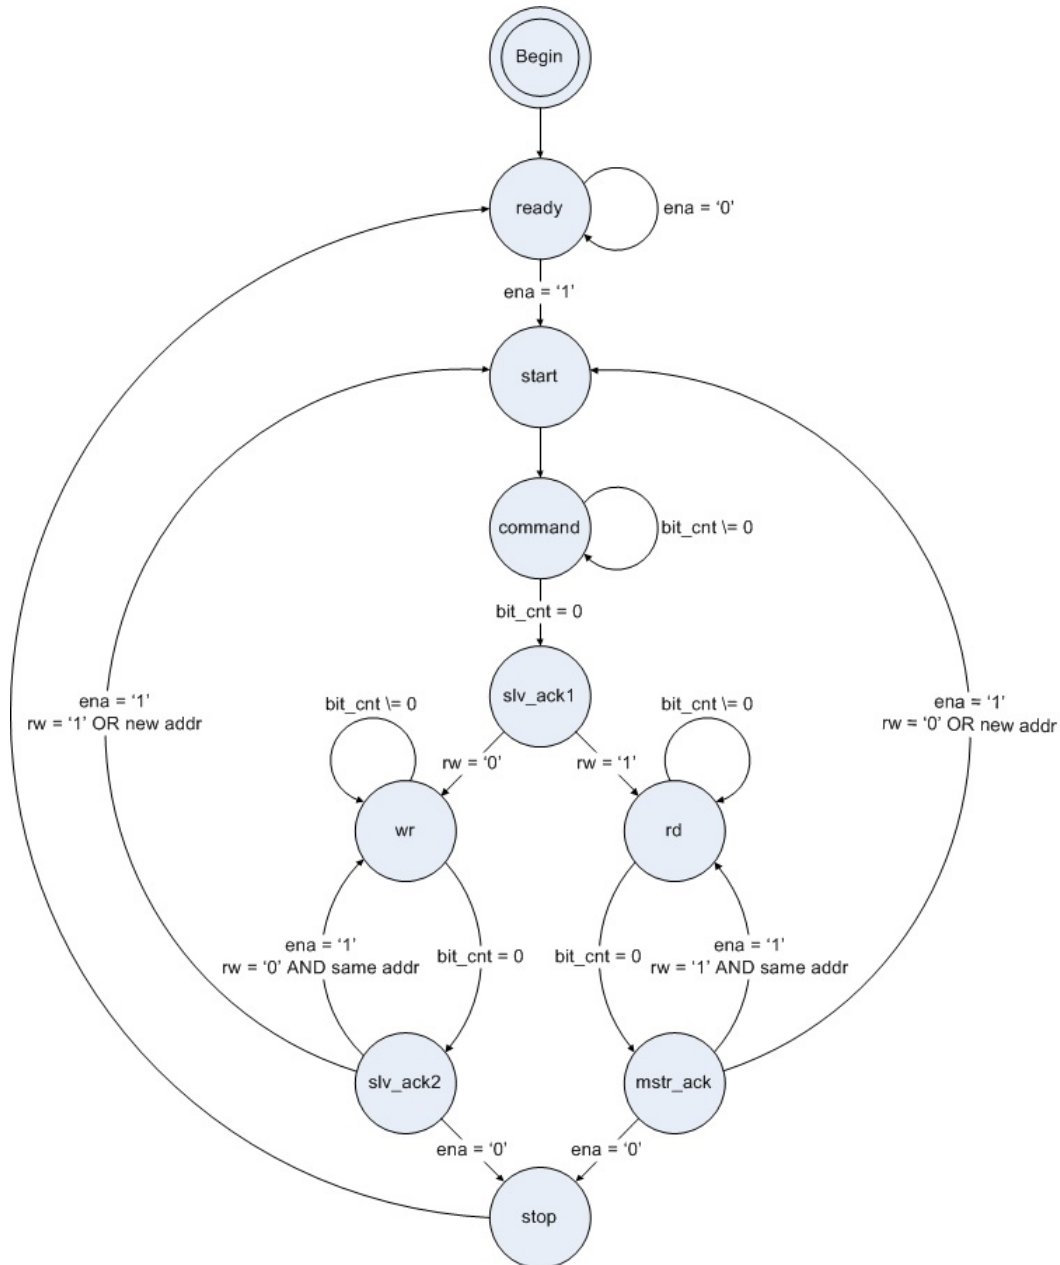 Begin
ready
ena = ‘0’
ena = ‘1’
start
command
bit_cnt \= 0
bit_cnt = 0
slv_ack1
ena = ‘1’
rw = ‘1’ OR new addr
bit_cnt \= 0
bit_cnt \= 0
ena = ‘1’
rw = ‘0’ OR new addr
rw = ‘0’
rw = ‘1’
wr
rd
ena = ‘1’
rw = ‘0’ AND same addr
bit_cnt = 0
bit_cnt = 0
ena = ‘1’
rw = ‘1’ AND same addr
slv_ack2
mstr_ack
ena = ‘0’
ena = ‘0’
stop